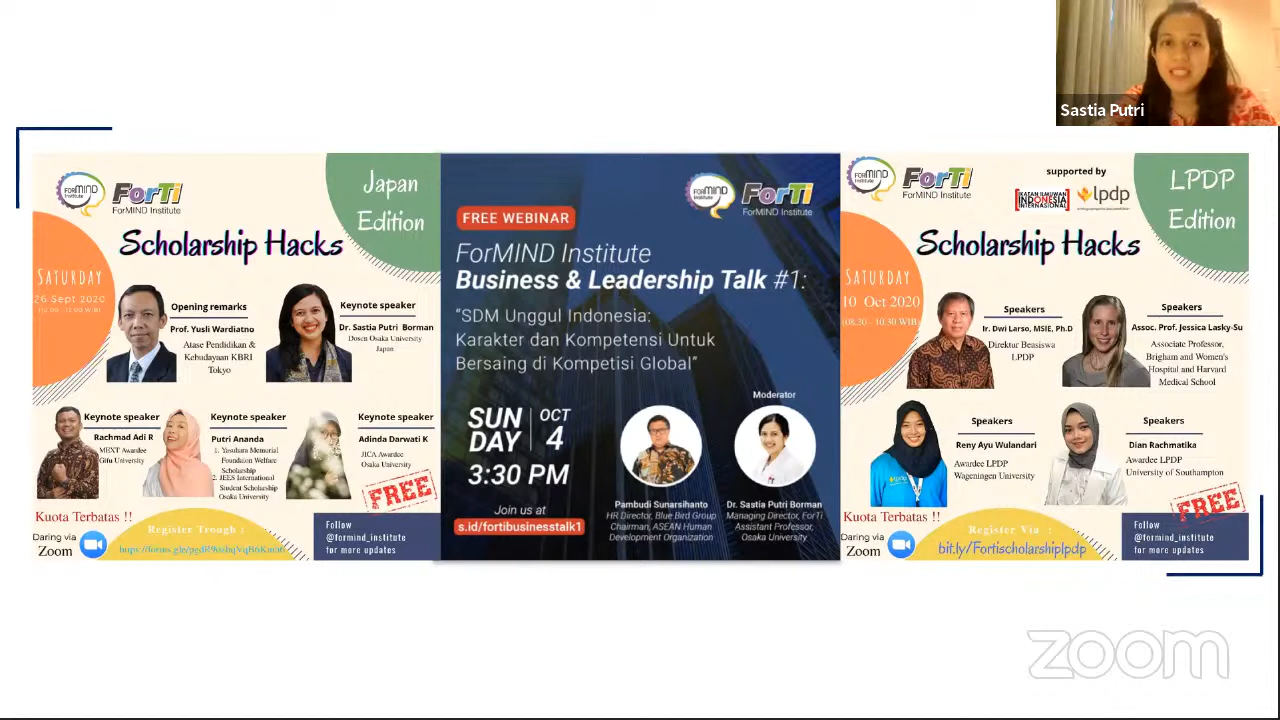 Sastia Putri
ForMIND
Institute
ForTi
ForMIND Institute
Japan
Edition
Scholarship Hacks
SATURDAY
26 Sept 2020
Opening remarks
Prof. Yusli Wardiatno
Atase Pendidikan &
Kebudayaan KBRI
Tokyo
Keynote speaker
Dr. Sastia Putri Borman
Dosen Osaka University
Japan
Keynote speaker
Rachmad Adi R
MEXT Awardee
Gifu University
Keynote speaker
Putri Ananda
1. Yasuhara Memorial
Foundaion Welfare
Scholarship
2. JEES International
Student Scholarship
Osaka University
Keynote speaker
Adinda Darwati K
JICA Awardee
Osaka University
FREE
Kuota Terbatas !!
Daring via
Zoom
Register Trough :
Follow
@formind_institute
for more updates
ForMIND
Institute
ForTi
ForMIND Institute
FREE WEBINAR
ForMIND Institute
Business & Leadership Talk #1:
“SDM Unggul Indonesia:
Karakter dan Kompetensi Untuk
Bersaing di Kompetisi Global”
SUN
DAY
OCT
4
3:30 PM
Join us at
s.id/fortibusinesstalk1
Pambudi Sunarsihanto
HR Director, Blue Bird Group
Chairman, ASEAN Human
Development Organization
Moderator
Dr. Sastia Putri Borman
Managing Director, ForTi
Assistant Professor,
Osaka University
ForMIND
Institute
ForTi
ForMIND Institute
supported by
IKATAN ILMUWAN
INDONESIA
INTERNASIONAL
lpdp
LPDP
Edition
Scholarship Hacks
SATURDAY
10 Oct 2020
(08.30 - 10.30 WIB)
Speakers
Ir. Dwi Larso, MSIE, Ph.D
Direktur Beasiswa
LPDP
Speakers
Assoc. Prof. Jessica Lasky-Su
Associate Professor,
Brigham and Women's
Hospital and Harvard
Medical School
Speakers
Reny Ayu Wulandari
Awardee LPDP
Wageningen University
Speakers
Dian Rachmatika
Awardee LPDP
University of Southampton
FREE
Kuota Terbatas !!
Daring via
Zoom
Register Via :
bit.ly/Fortischolarshiplpdp
Follow
@formind_institute
for more updates
zoom